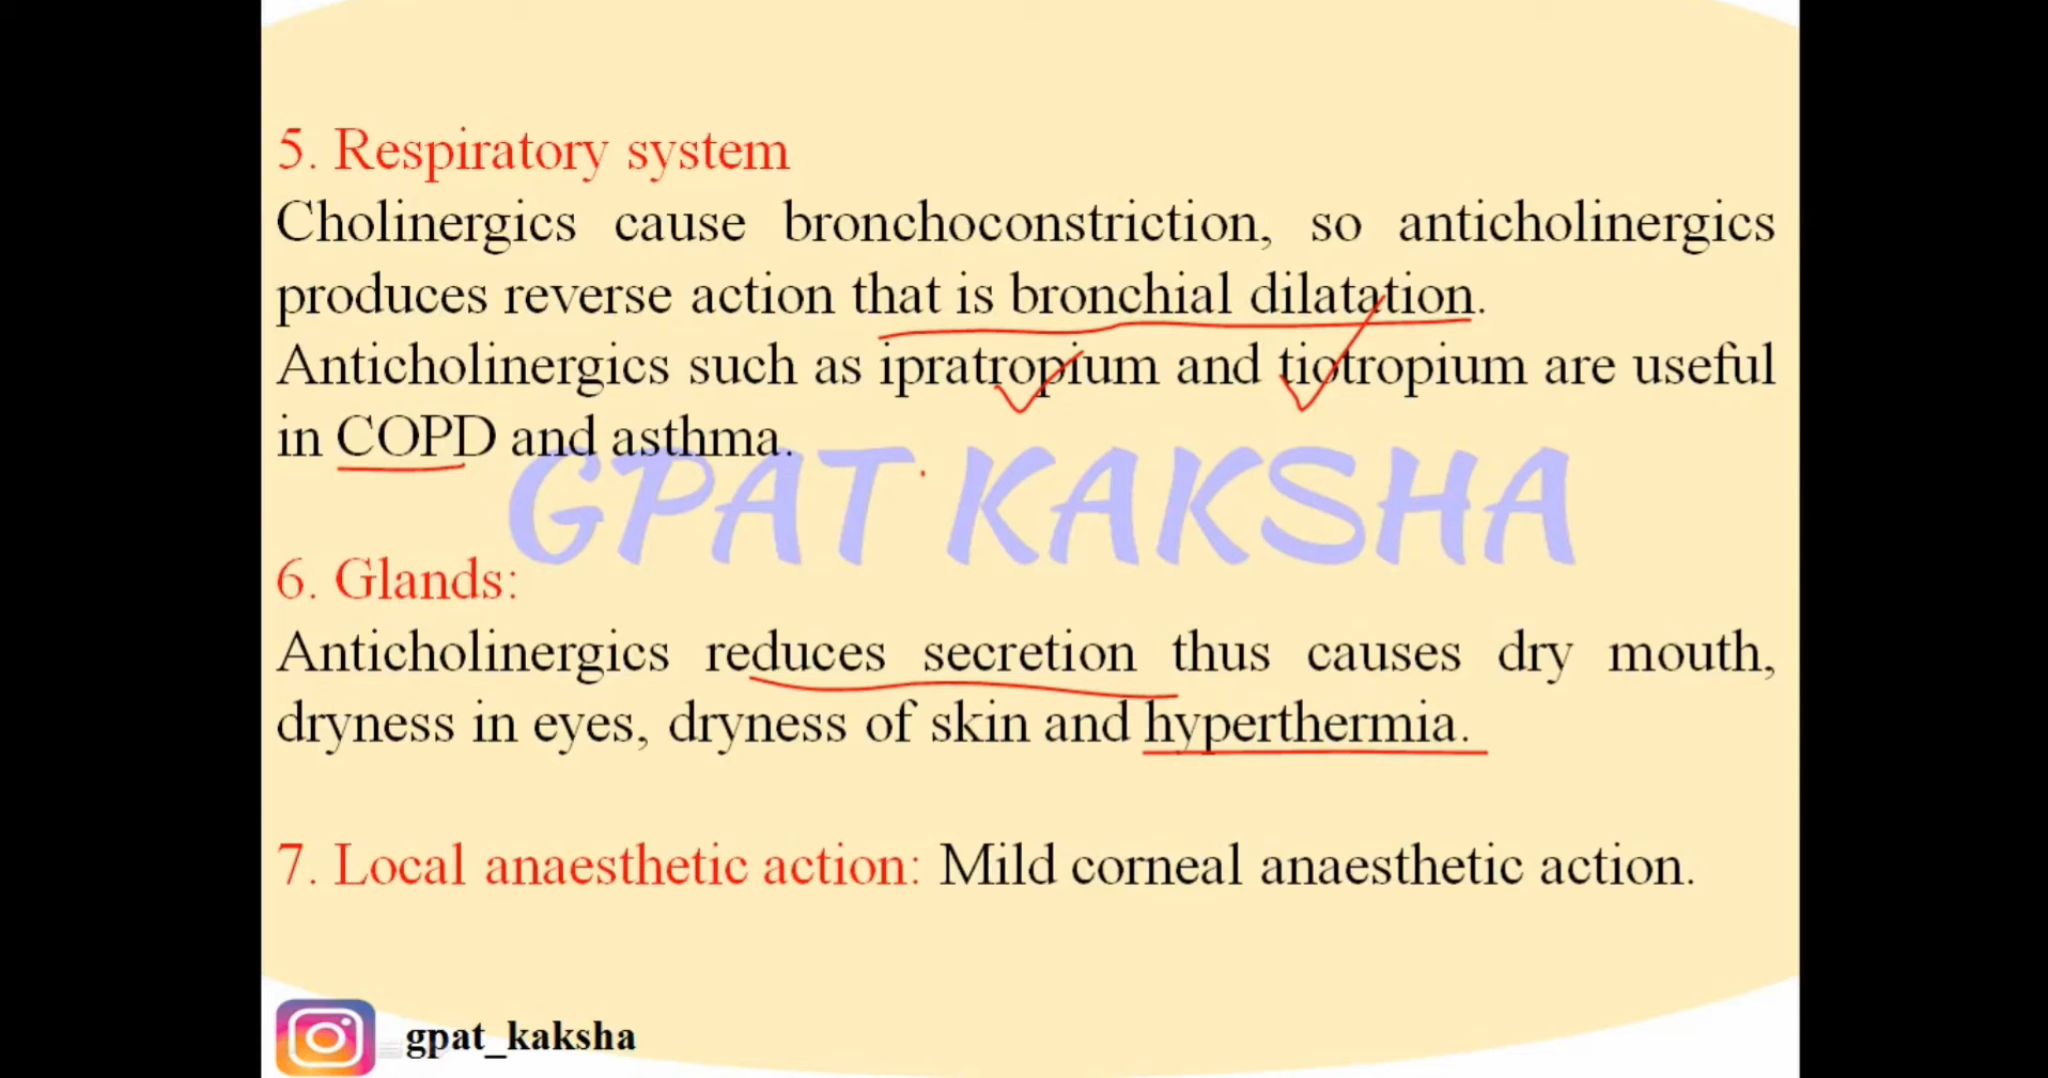 5. Respiratory system
Cholinergics cause bronchoconstriction, so anticholinergics
produces reverse action that is bronchial dilatation.
Anticholinergics such as ipratropium and tiotropium are useful
in COPD and asthma.
GPAT KAKSHA
6. Glands:
Anticholinergics reduces secretion thus causes dry mouth,
dryness in eyes, dryness of skin and hyperthermia.
7. Local anaesthetic action: Mild corneal anaesthetic action.
gpat_kaksha